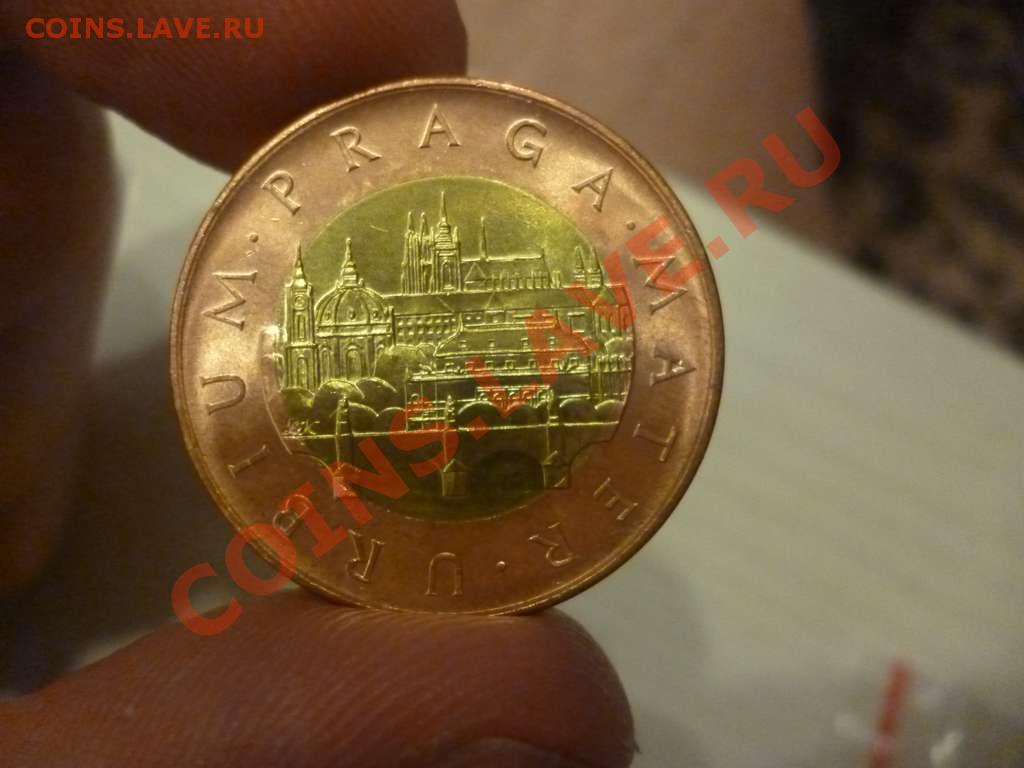 COINS.LAVE.RU
PRAGA · MATER · URBIUM ·
COINS.LAVE.RU